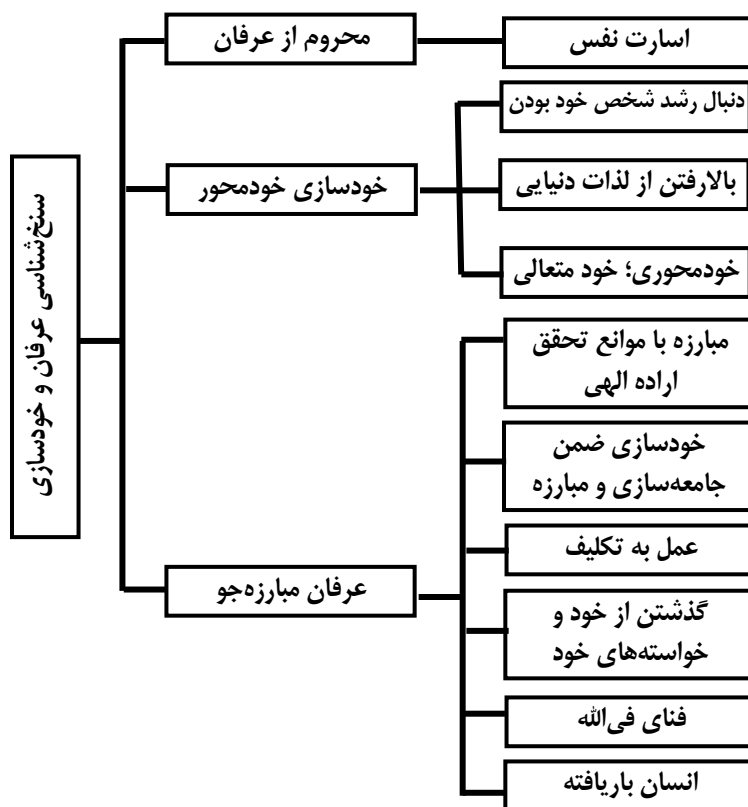 سنخ‌شناسی عرفان و خودسازی
محروم از عرفان
اسارت نفس
خودسازی خودمحور
دنبال رشد شخص خود بودن
بالارفتن از لذات دنیایی
خودمحوری؛ خود متعالی
عرفان مبارزه‌جو
مبارزه با موانع تحقق
اراده الهی
خودسازی ضمن
جامعه‌سازی و مبارزه
عمل به تکلیف
گذشتن از خود و
خواسته‌های خود
فنای فی‌الله
انسان باریافته